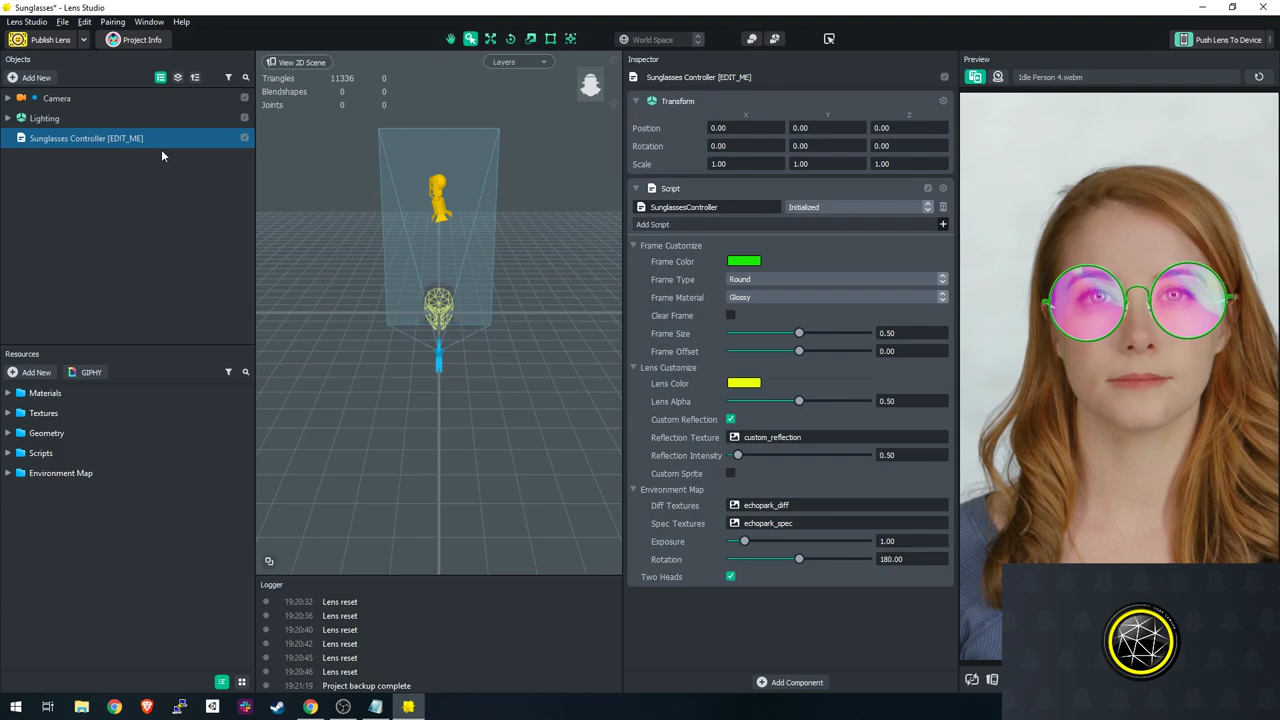 Sunglasses* - Lens Studio
Lens Studio File Edit Pairing Window Help
Publish Lens Project Info World Space Push Lens To Device
Objects
Add New
Camera
Lighting
Sunglasses Controller [EDIT_ME]
Resources
Add New GIPHY
Materials
Textures
Geometry
Scripts
Environment Map
View 2D Scene Layers
Triangles 11336 0
Blendshapes 0 0
Joints 0 0
Logger
19:20:32 Lens reset
19:20:36 Lens reset
19:20:40 Lens reset
19:20:42 Lens reset
19:20:45 Lens reset
19:20:46 Lens reset
19:21:19 Project backup complete
Inspector
Sunglasses Controller [EDIT_ME]
Transform
X Y Z
Position 0.00 0.00 0.00
Rotation 0.00 0.00 0.00
Scale 1.00 1.00 1.00
Script
SunglassesController Initialized
Add Script +
Frame Customize
Frame Color
Frame Type Round
Frame Material Glossy
Clear Frame
Frame Size 0.50
Frame Offset 0.00
Lens Customize
Lens Color
Lens Alpha 0.50
Custom Reflection
Reflection Texture custom_reflection
Reflection Intensity 0.50
Custom Sprite
Environment Map
Diff Textures echopark_diff
Spec Textures echopark_spec
Exposure 1.00
Rotation 180.00
Two Heads
Add Component
Preview
Idle Person 4.webm